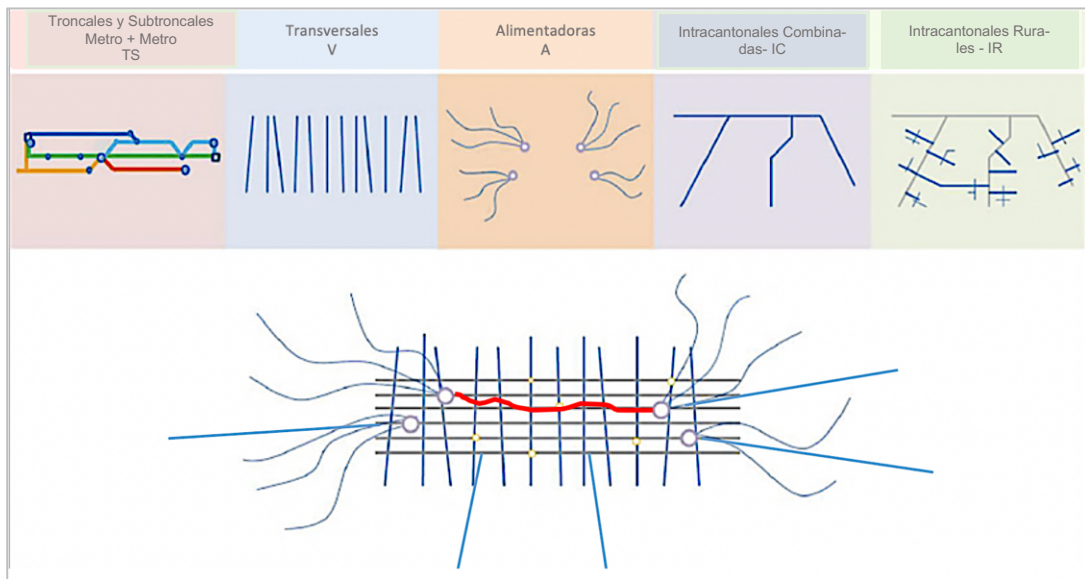 Troncales y Subtroncales
Metro + Metro
TS
Transversales
V
Alimentadoras
A
Intracantonales Combina-
das- IC
Intracantonales Rura-
les - IR